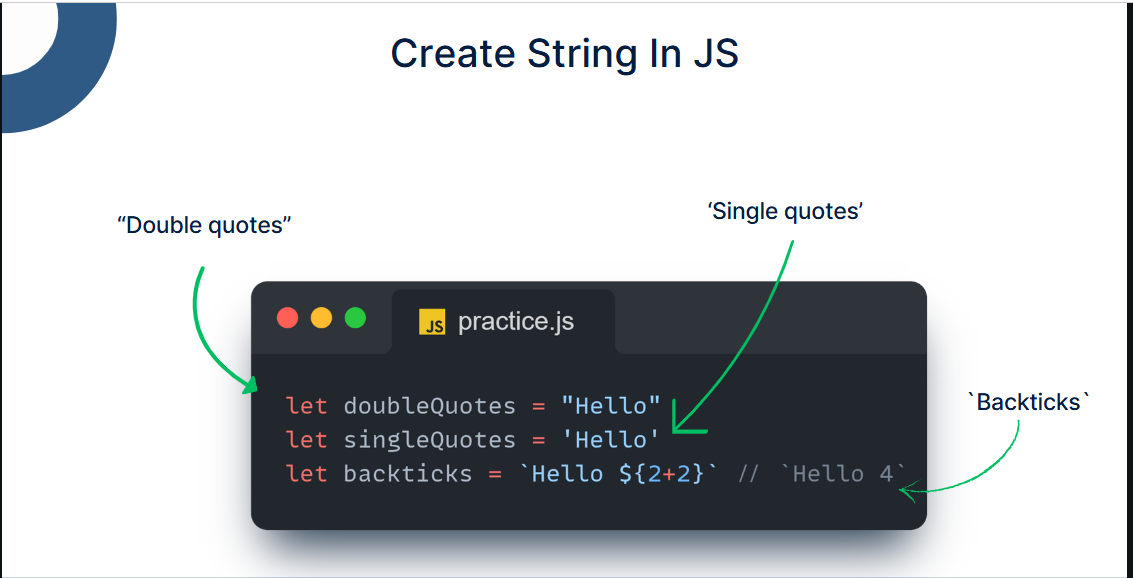 Create String In JS
“Double quotes”
‘Single quotes’
JS practice.js
let doubleQuotes = "Hello"
let singleQuotes = 'Hello'
let backticks = `Hello ${2+2}` // `Hello 4`
`Backticks`